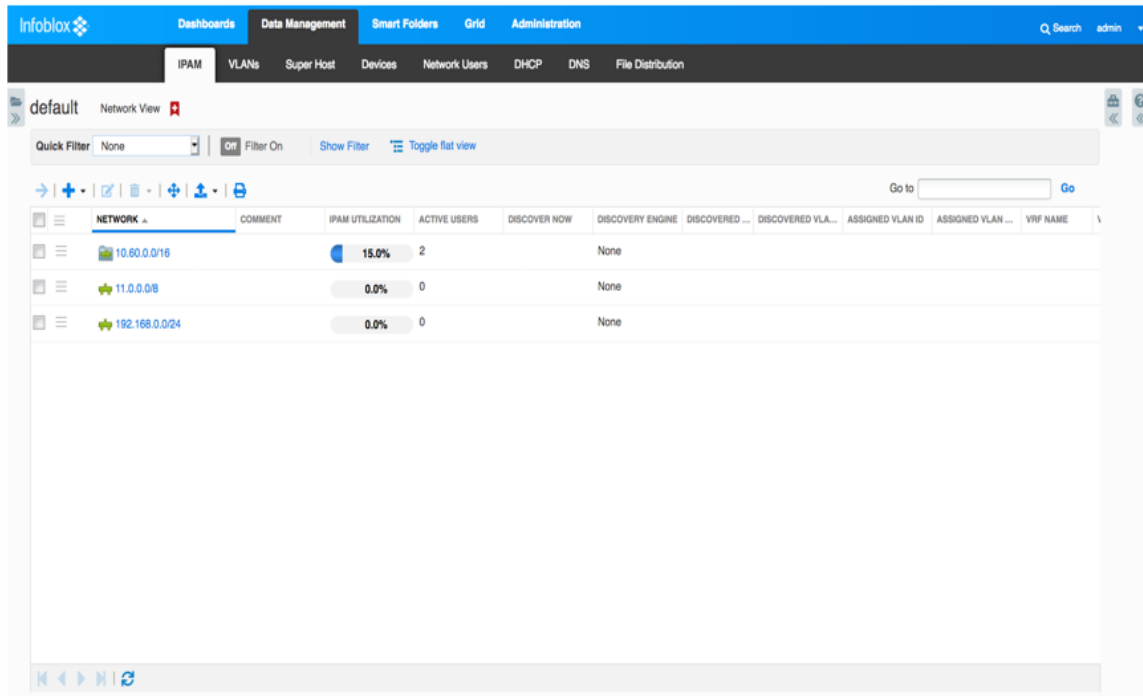 Infoblox Dashboards Data Management Smart Folders Grid Administration Search admin
IPAM VLANs Super Host Devices Network Users DHCP DNS File Distribution
default Network View
Quick Filter None Off Filter On Show Filter Toggle flat view
Go to Go
NETWORK COMMENT IPAM UTILIZATION ACTIVE USERS DISCOVER NOW DISCOVERY ENGINE DISCOVERED ... DISCOVERED VLA... ASSIGNED VLAN ID ASSIGNED VLAN ... VRF NAME V
10.60.0.0/16 15.0% 2 None
11.0.0.0/8 0.0% 0 None
192.168.0.0/24 0.0% 0 None